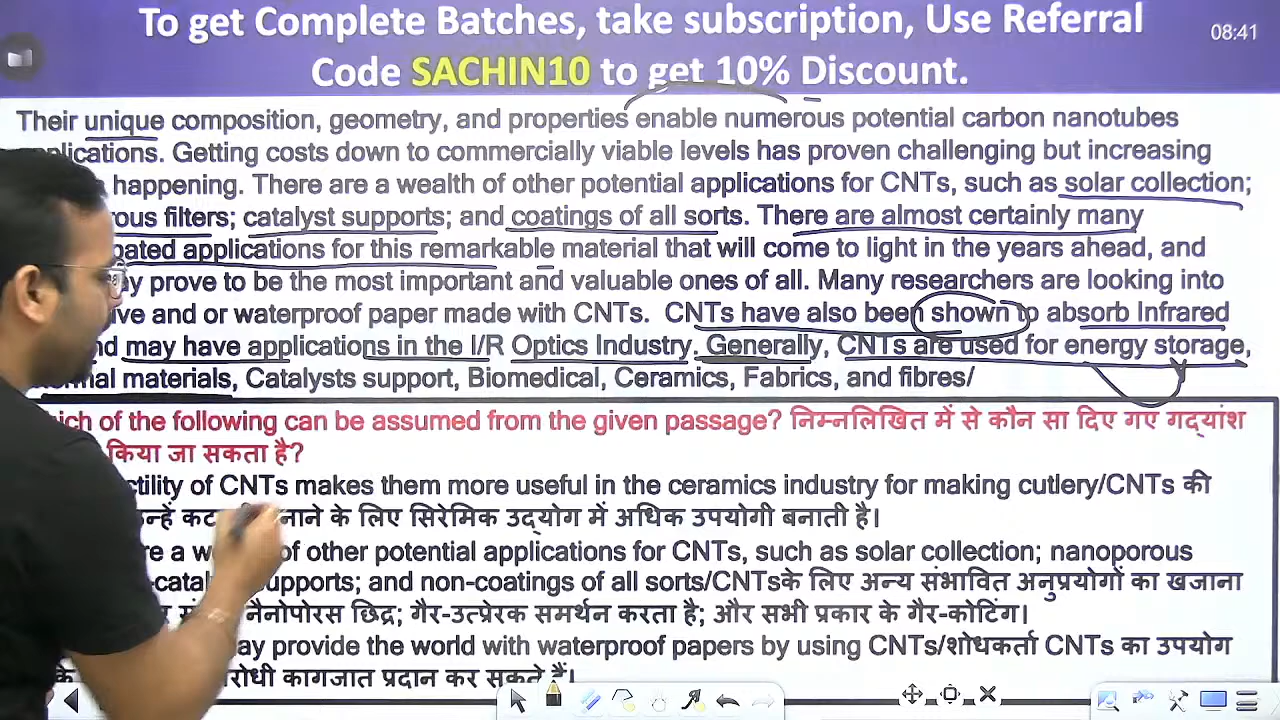 To get Complete Batches, take subscription, Use Referral
Code SACHIN10 to get 10% Discount.
08:41
Their unique composition, geometry, and properties enable numerous potential carbon nanotubes
plications. Getting costs down to commercially viable levels has proven challenging but increasing
happening. There are a wealth of other potential applications for CNTs, such as solar collection;
rous filters; catalyst supports; and coatings of all sorts. There are almost certainly many
pated applications for this remarkable material that will come to light in the years ahead, and
ay prove to be the most important and valuable ones of all. Many researchers are looking into
ive and or waterproof paper made with CNTs. CNTs have also been shown to absorb Infrared
nd may have applications in the I/R Optics Industry. Generally, CNTs are used for energy storage,
materials, Catalysts support, Biomedical, Ceramics, Fabrics, and fibres/
ich of the following can be assumed from the given passage? निम्नलिखित में से कौन सा दिए गए गद्यांश
किया जा सकता है?
ctility of CNTs makes them more useful in the ceramics industry for making cutlery/CNTs की
न्हें नाने के लिए सिरेमिक उद्योग में अधिक उपयोगी बनाती है।
re a of other potential applications for CNTs, such as solar collection; nanoporous
supports; and non-coatings of all sorts/CNTsके लिए अन्य संभावित अनुप्रयोगों का खजाना
नैनोपोरस छिद्र; गैर-उत्प्रेरक समर्थन करता है; और सभी प्रकार के गैर-कोटिंग।
ay provide the world with waterproof papers by using CNTs/शोधकर्ता CNTs का उपयोग
रोधी कागजात प्रदान कर सकते हैं।